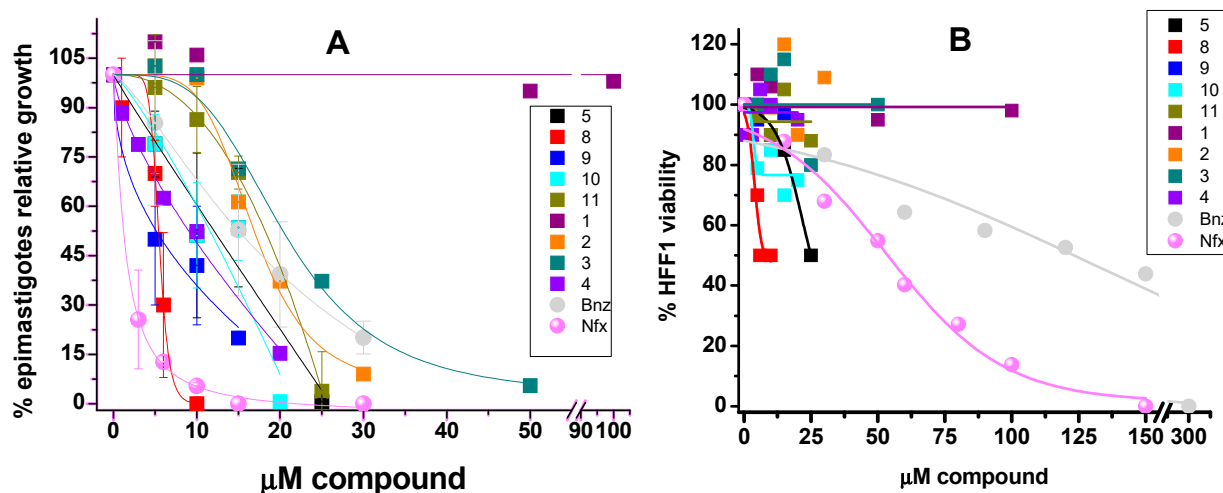 A
% epimastigotes relative growth
105
90
75
60
45
30
15
0
0 10 20 30 40 50 90 100
μM compound
5
8
9
10
11
1
2
3
4
Bnz
Nfx
B
% HFF1 viability
120
100
80
60
40
20
0
0 25 50 75 100 125 150 300
μM compound
5
8
9
10
11
1
2
3
4
Bnz
Nfx